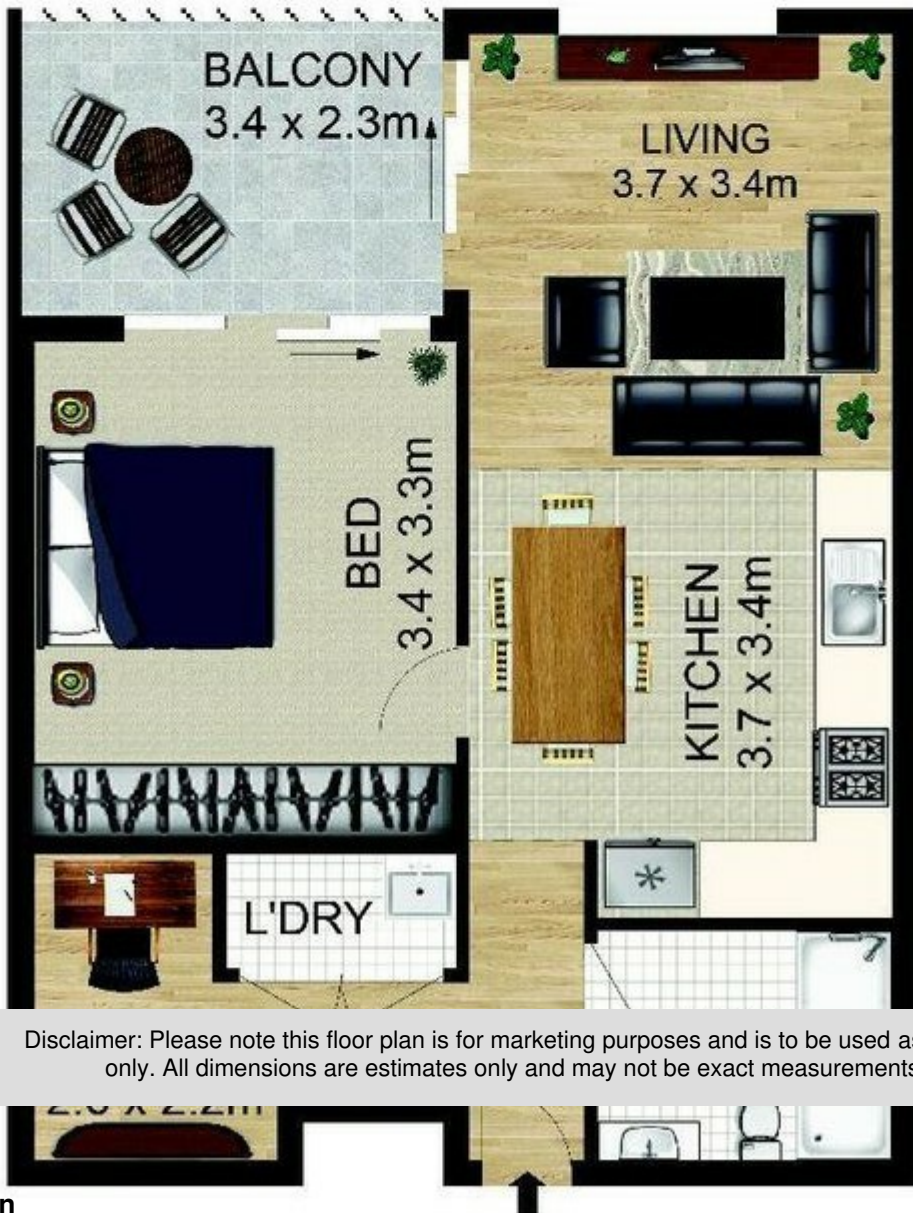 BALCONY
3.4 x 2.3m
LIVING
3.7 x 3.4m
BED
3.4 x 3.3m
KITCHEN
3.7 x 3.4m
L'DRY
Disclaimer: Please note this floor plan is for marketing purposes and is to be used as
only. All dimensions are estimates only and may not be exact measurements
x 2.2m
n